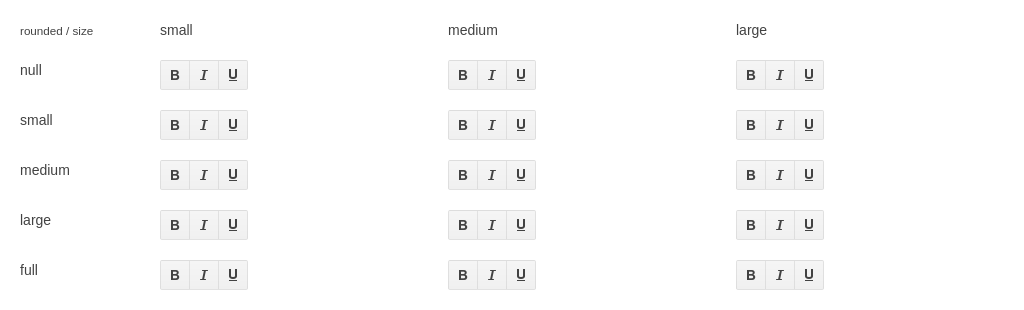 rounded / size small medium large
null B I U B I U B I U
small B I U B I U B I U
medium B I U B I U B I U
large B I U B I U B I U
full B I U B I U B I U